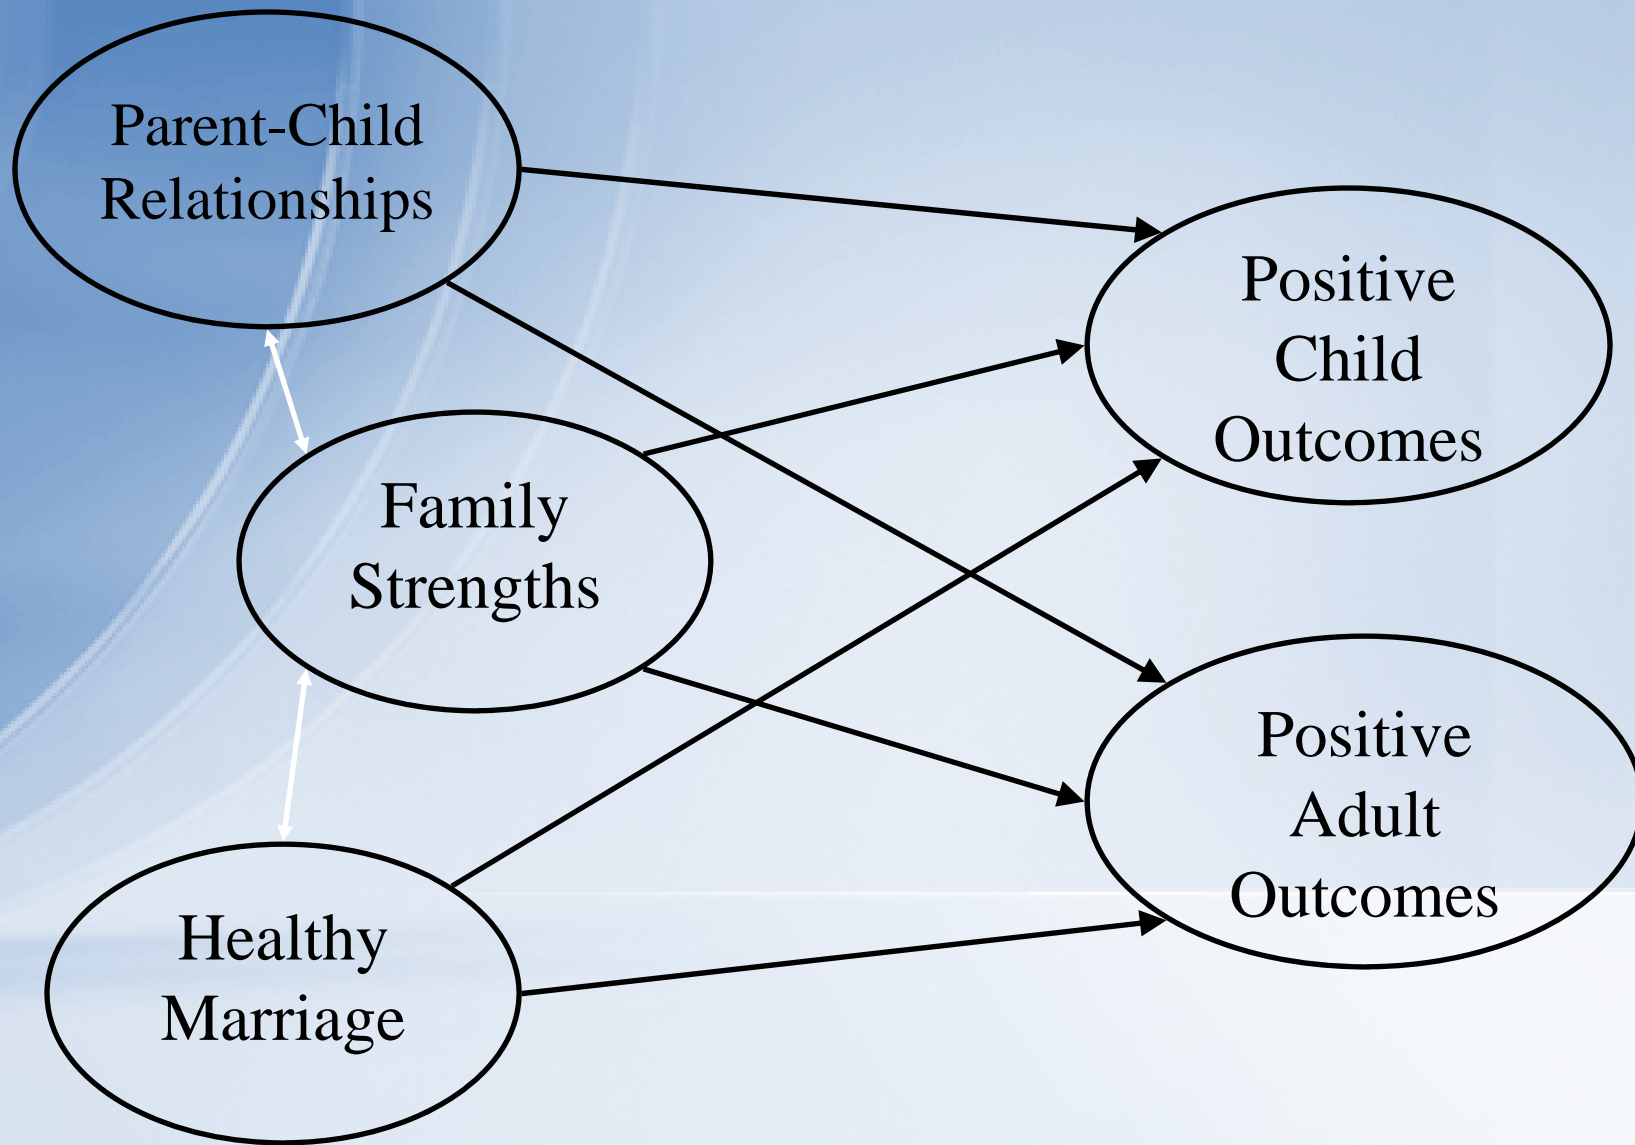 Parent-Child
Relationships
Positive
Child
Outcomes
Family
Strengths
Positive
Adult
Outcomes
Healthy
Marriage